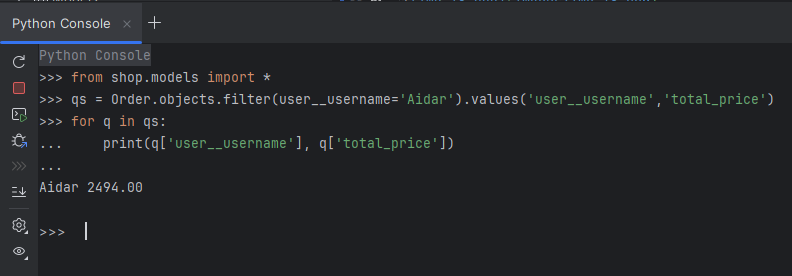 Python Console
Python Console
>>> from shop.models import *
>>> qs = Order.objects.filter(user__username='Aidar').values('user__username','total_price')
>>> for q in qs:
...     print(q['user__username'], q['total_price'])
...
Aidar 2494.00
>>>